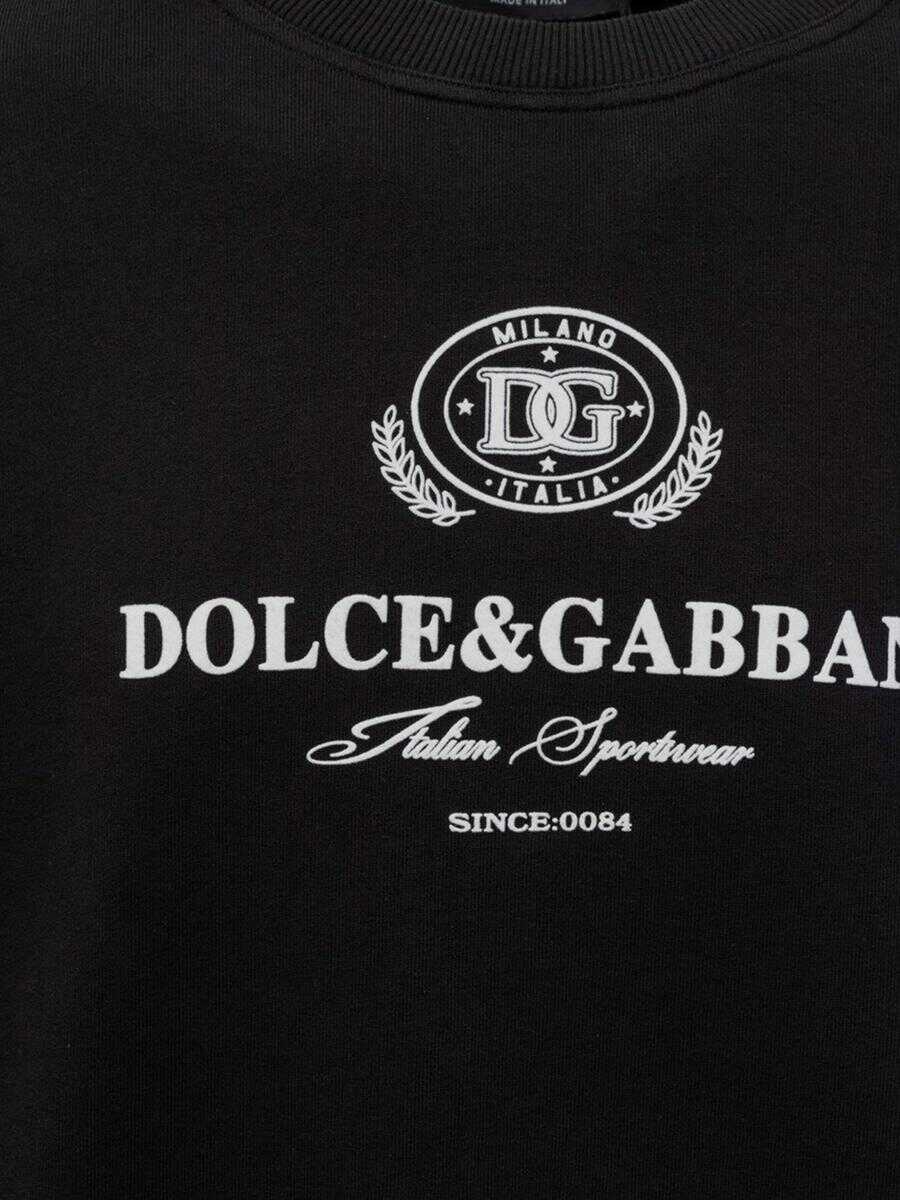 MADE IN ITALY
MILANO
DG
·ITALIA·
DOLCE&GABBAN
Italian Sportswear
SINCE:0084